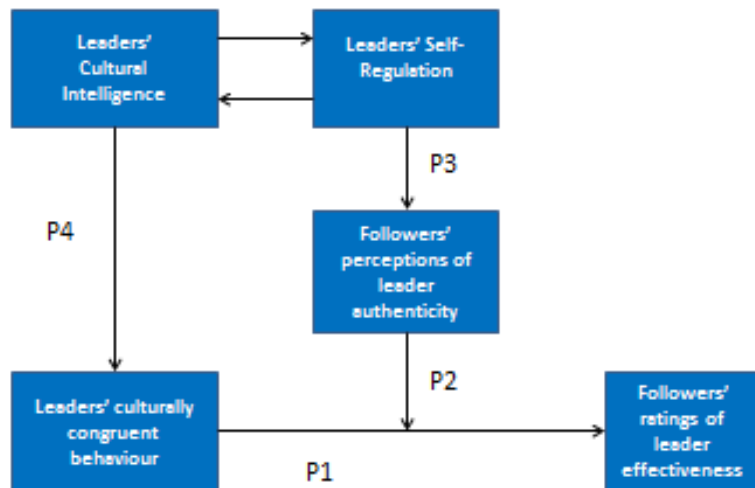 Leaders'
Cultural
Intelligence
Leaders' Self-
Regulation
P3
P4
Followers'
perceptions of
leader
authenticity
P2
Leaders' culturally
congruent
behaviour
Followers'
ratings of
leader
effectiveness
P1